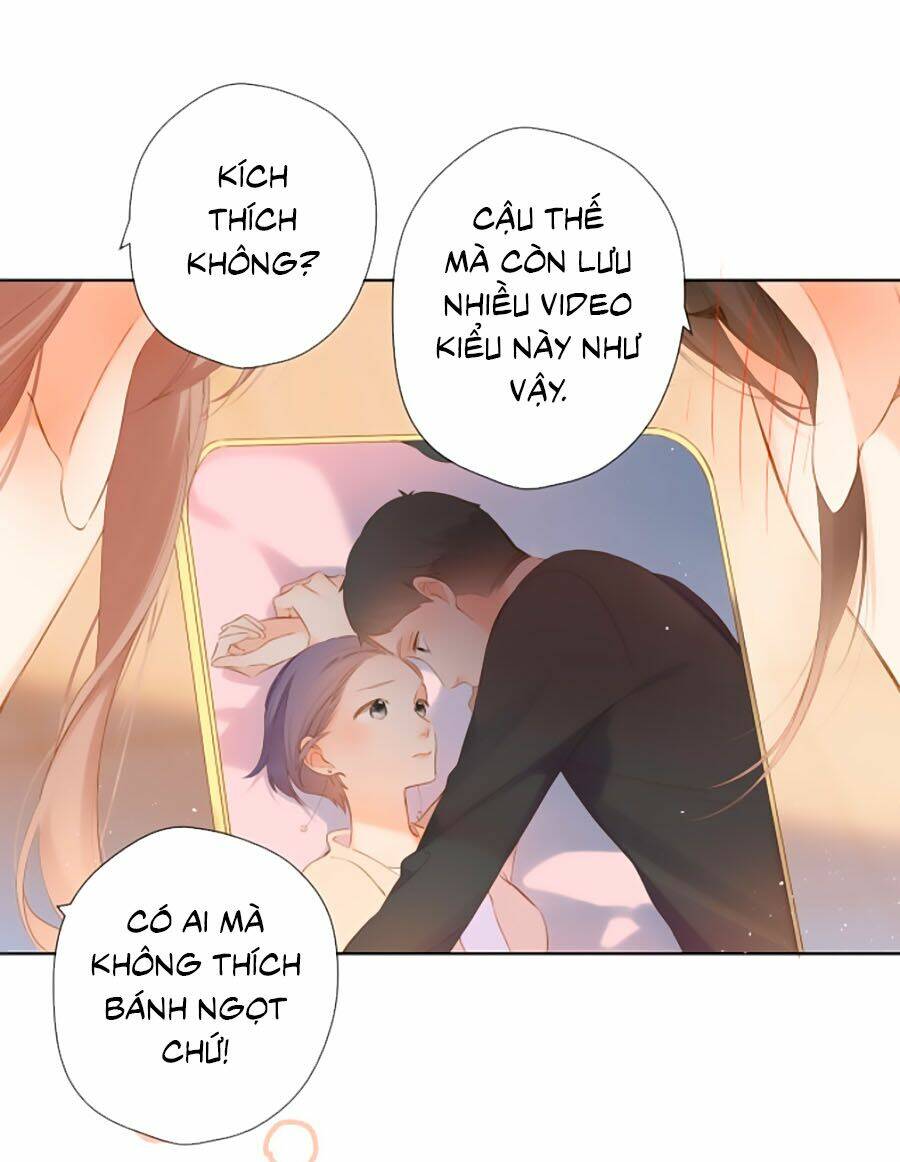 KÍCH
THÍCH
KHÔNG?
CẬU THẾ
MÀ CÒN LƯU
NHIỀU VIDEO
KIỂU NÀY NHƯ
VẬY.
CÓ AI MÀ
KHÔNG THÍCH
BÁNH NGỌT
CHỨ!